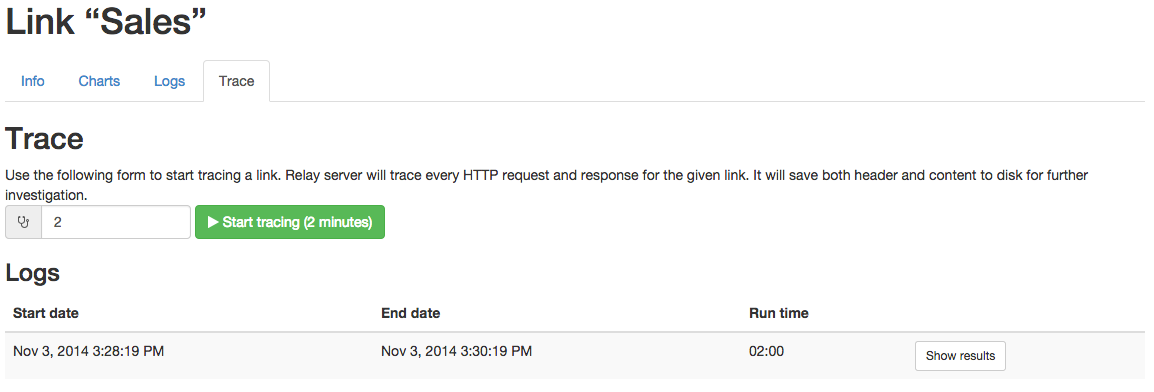 Link “Sales”
Info Charts Logs Trace
Trace
Use the following form to start tracing a link. Relay server will trace every HTTP request and response for the given link. It will save both header and content to disk for further
investigation.
2 Start tracing (2 minutes)
Logs
Start date End date Run time
Nov 3, 2014 3:28:19 PM Nov 3, 2014 3:30:19 PM 02:00 Show results